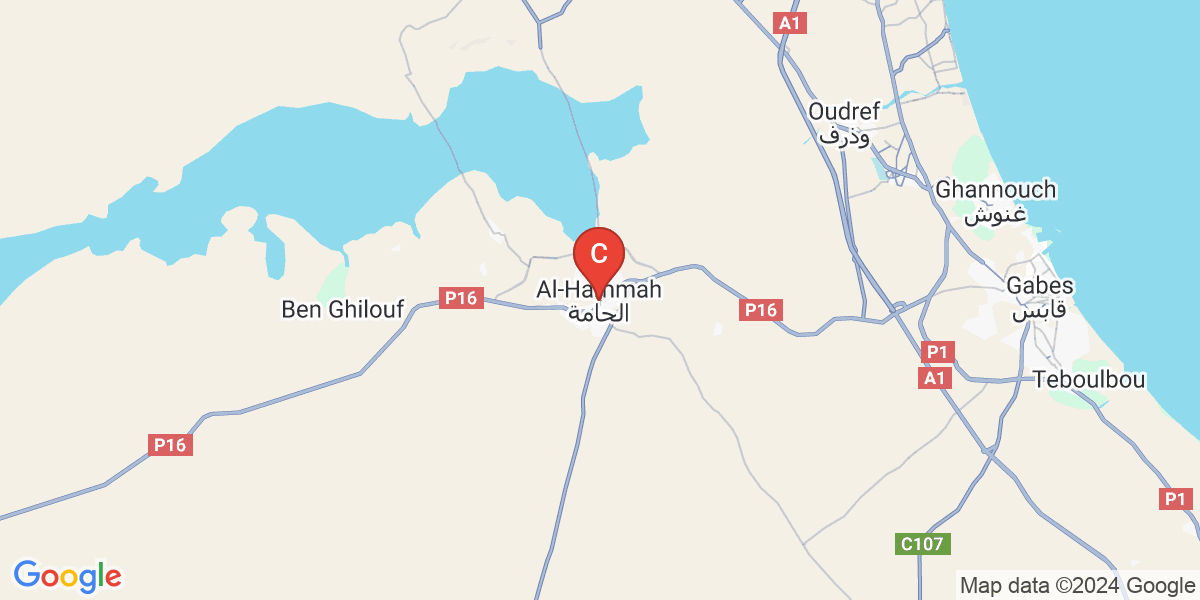 A1
Oudref
وذرف
Ghannouch
غنوش
C
Al-Hammah
الحامة
Gabes
قابس
P16
P16
Ben Ghilouf
P1
A1
Teboulbou
P16
P1
C107
Google
Map data ©2024 Google